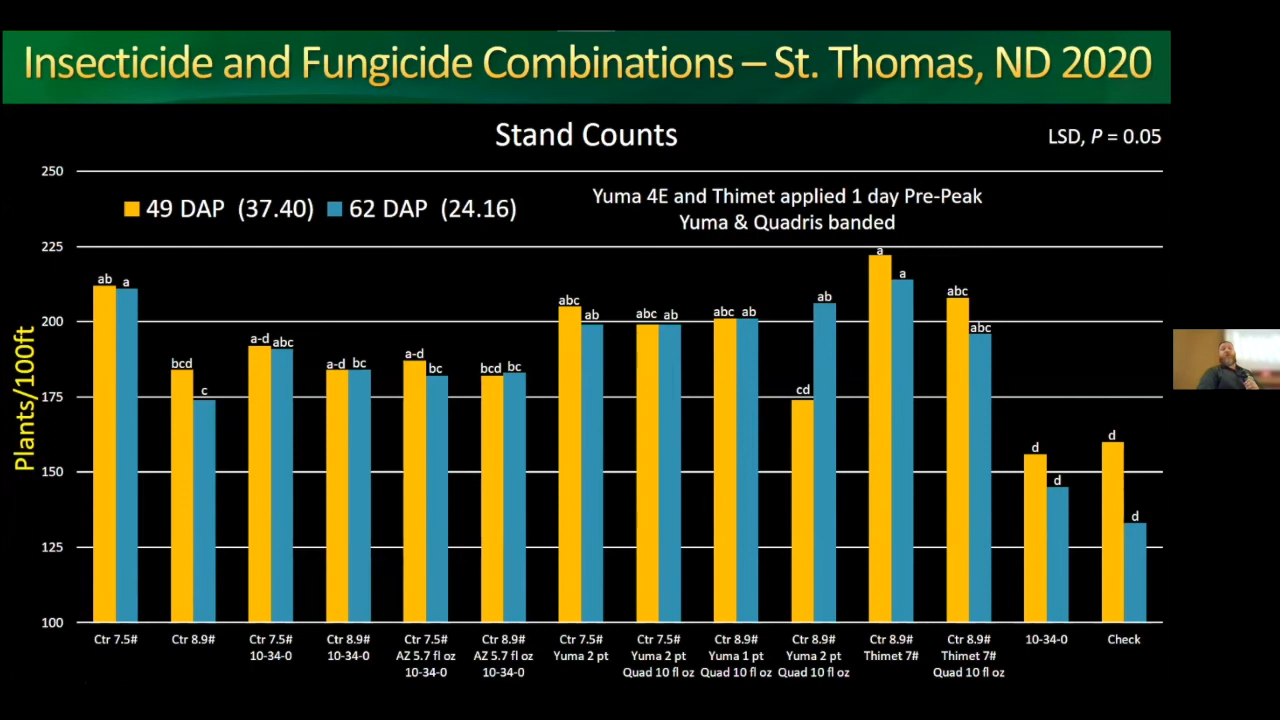 Insecticide and Fungicide Combinations – St. Thomas, ND 2020
Stand Counts
LSD, P = 0.05
49 DAP (37.40)
62 DAP (24.16)
Yuma 4E and Thimet applied 1 day Pre-Peak
Yuma & Quadris banded
Plants/100ft
250
225
200
175
150
125
100
ab a
bcd c
a-d abc
a-d bc
a-d bc
bcd bc
abc ab
abc ab
abc ab
cd ab
a a
abc abc
d d
d d
Ctr 7.5#
Ctr 8.9#
Ctr 7.5#
10-34-0
Ctr 8.9#
10-34-0
Ctr 7.5#
AZ 5.7 fl oz
10-34-0
Ctr 8.9#
AZ 5.7 fl oz
10-34-0
Ctr 7.5#
Yuma 2 pt
Ctr 7.5#
Yuma 2 pt
Quad 10 fl oz
Ctr 8.9#
Yuma 1 pt
Quad 10 fl oz
Ctr 8.9#
Yuma 2 pt
Quad 10 fl oz
Ctr 8.9#
Thimet 7#
Ctr 8.9#
Thimet 7#
Quad 10 fl oz
10-34-0
Check